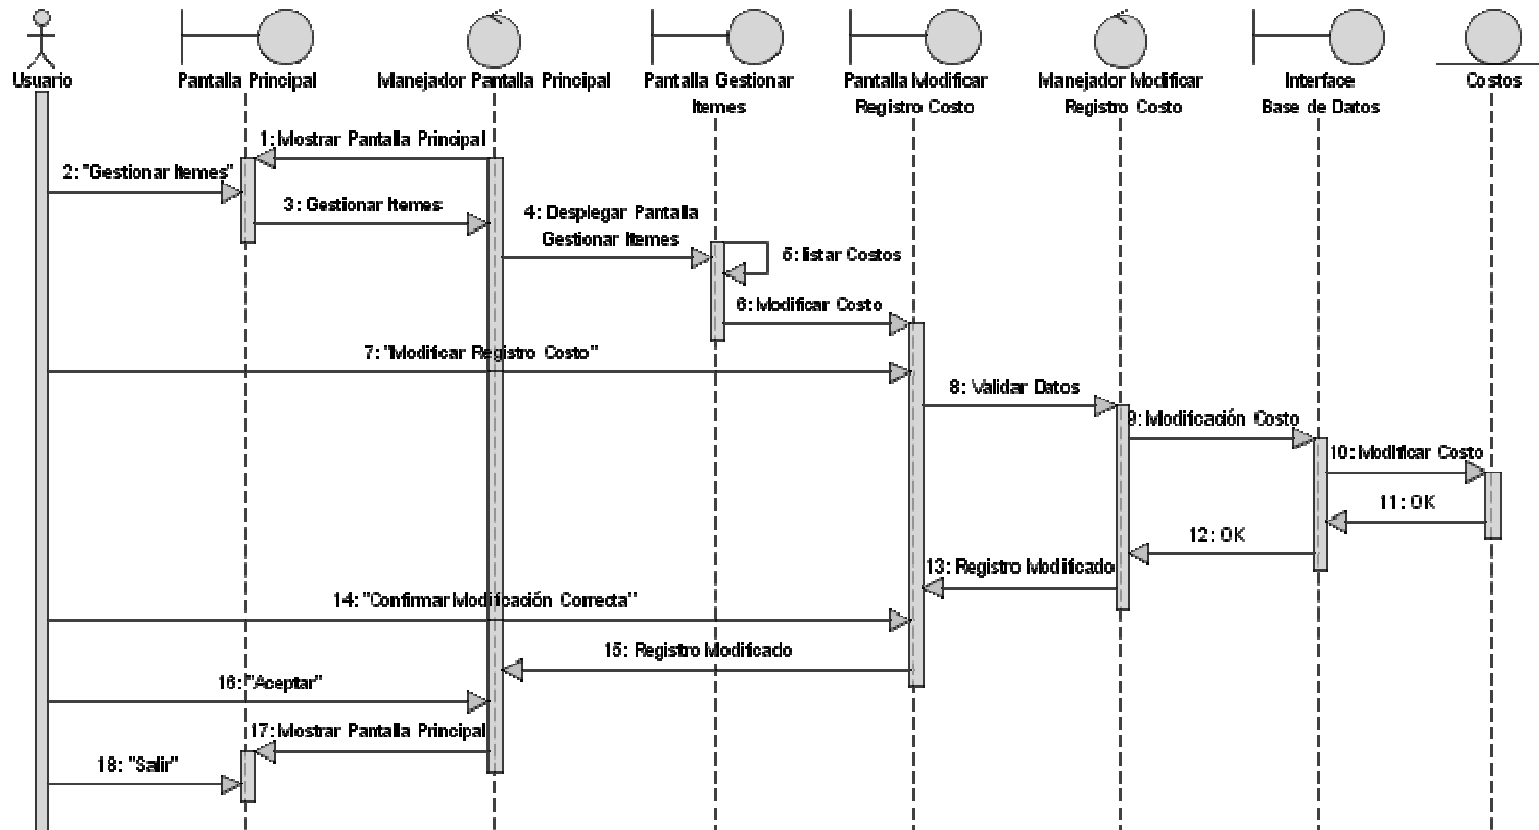 Usuario
Pantalla Principal
Manejador Pantalla Principal
Pantalla Gestionar
Itemes
Pantalla Modificar
Registro Costo
Manejador Modificar
Registro Costo
Interface
Base de Datos
Costos
1: Mostrar Pantalla Principal
2: "Gestionar Itemes"
3: Gestionar Itemes
4: Desplegar Pantalla
Gestionar Itemes
5: listar Costos
6: Modificar Costo
7: "Modificar Registro Costo"
8: Validar Datos
9: Modificación Costo
10: Modificar Costo
11: OK
12: OK
13: Registro Modificado
14: "Confirmar Modificación Correcta"
15: Registro Modificado
16: "Aceptar"
17: Mostrar Pantalla Principal
18: "Salir"